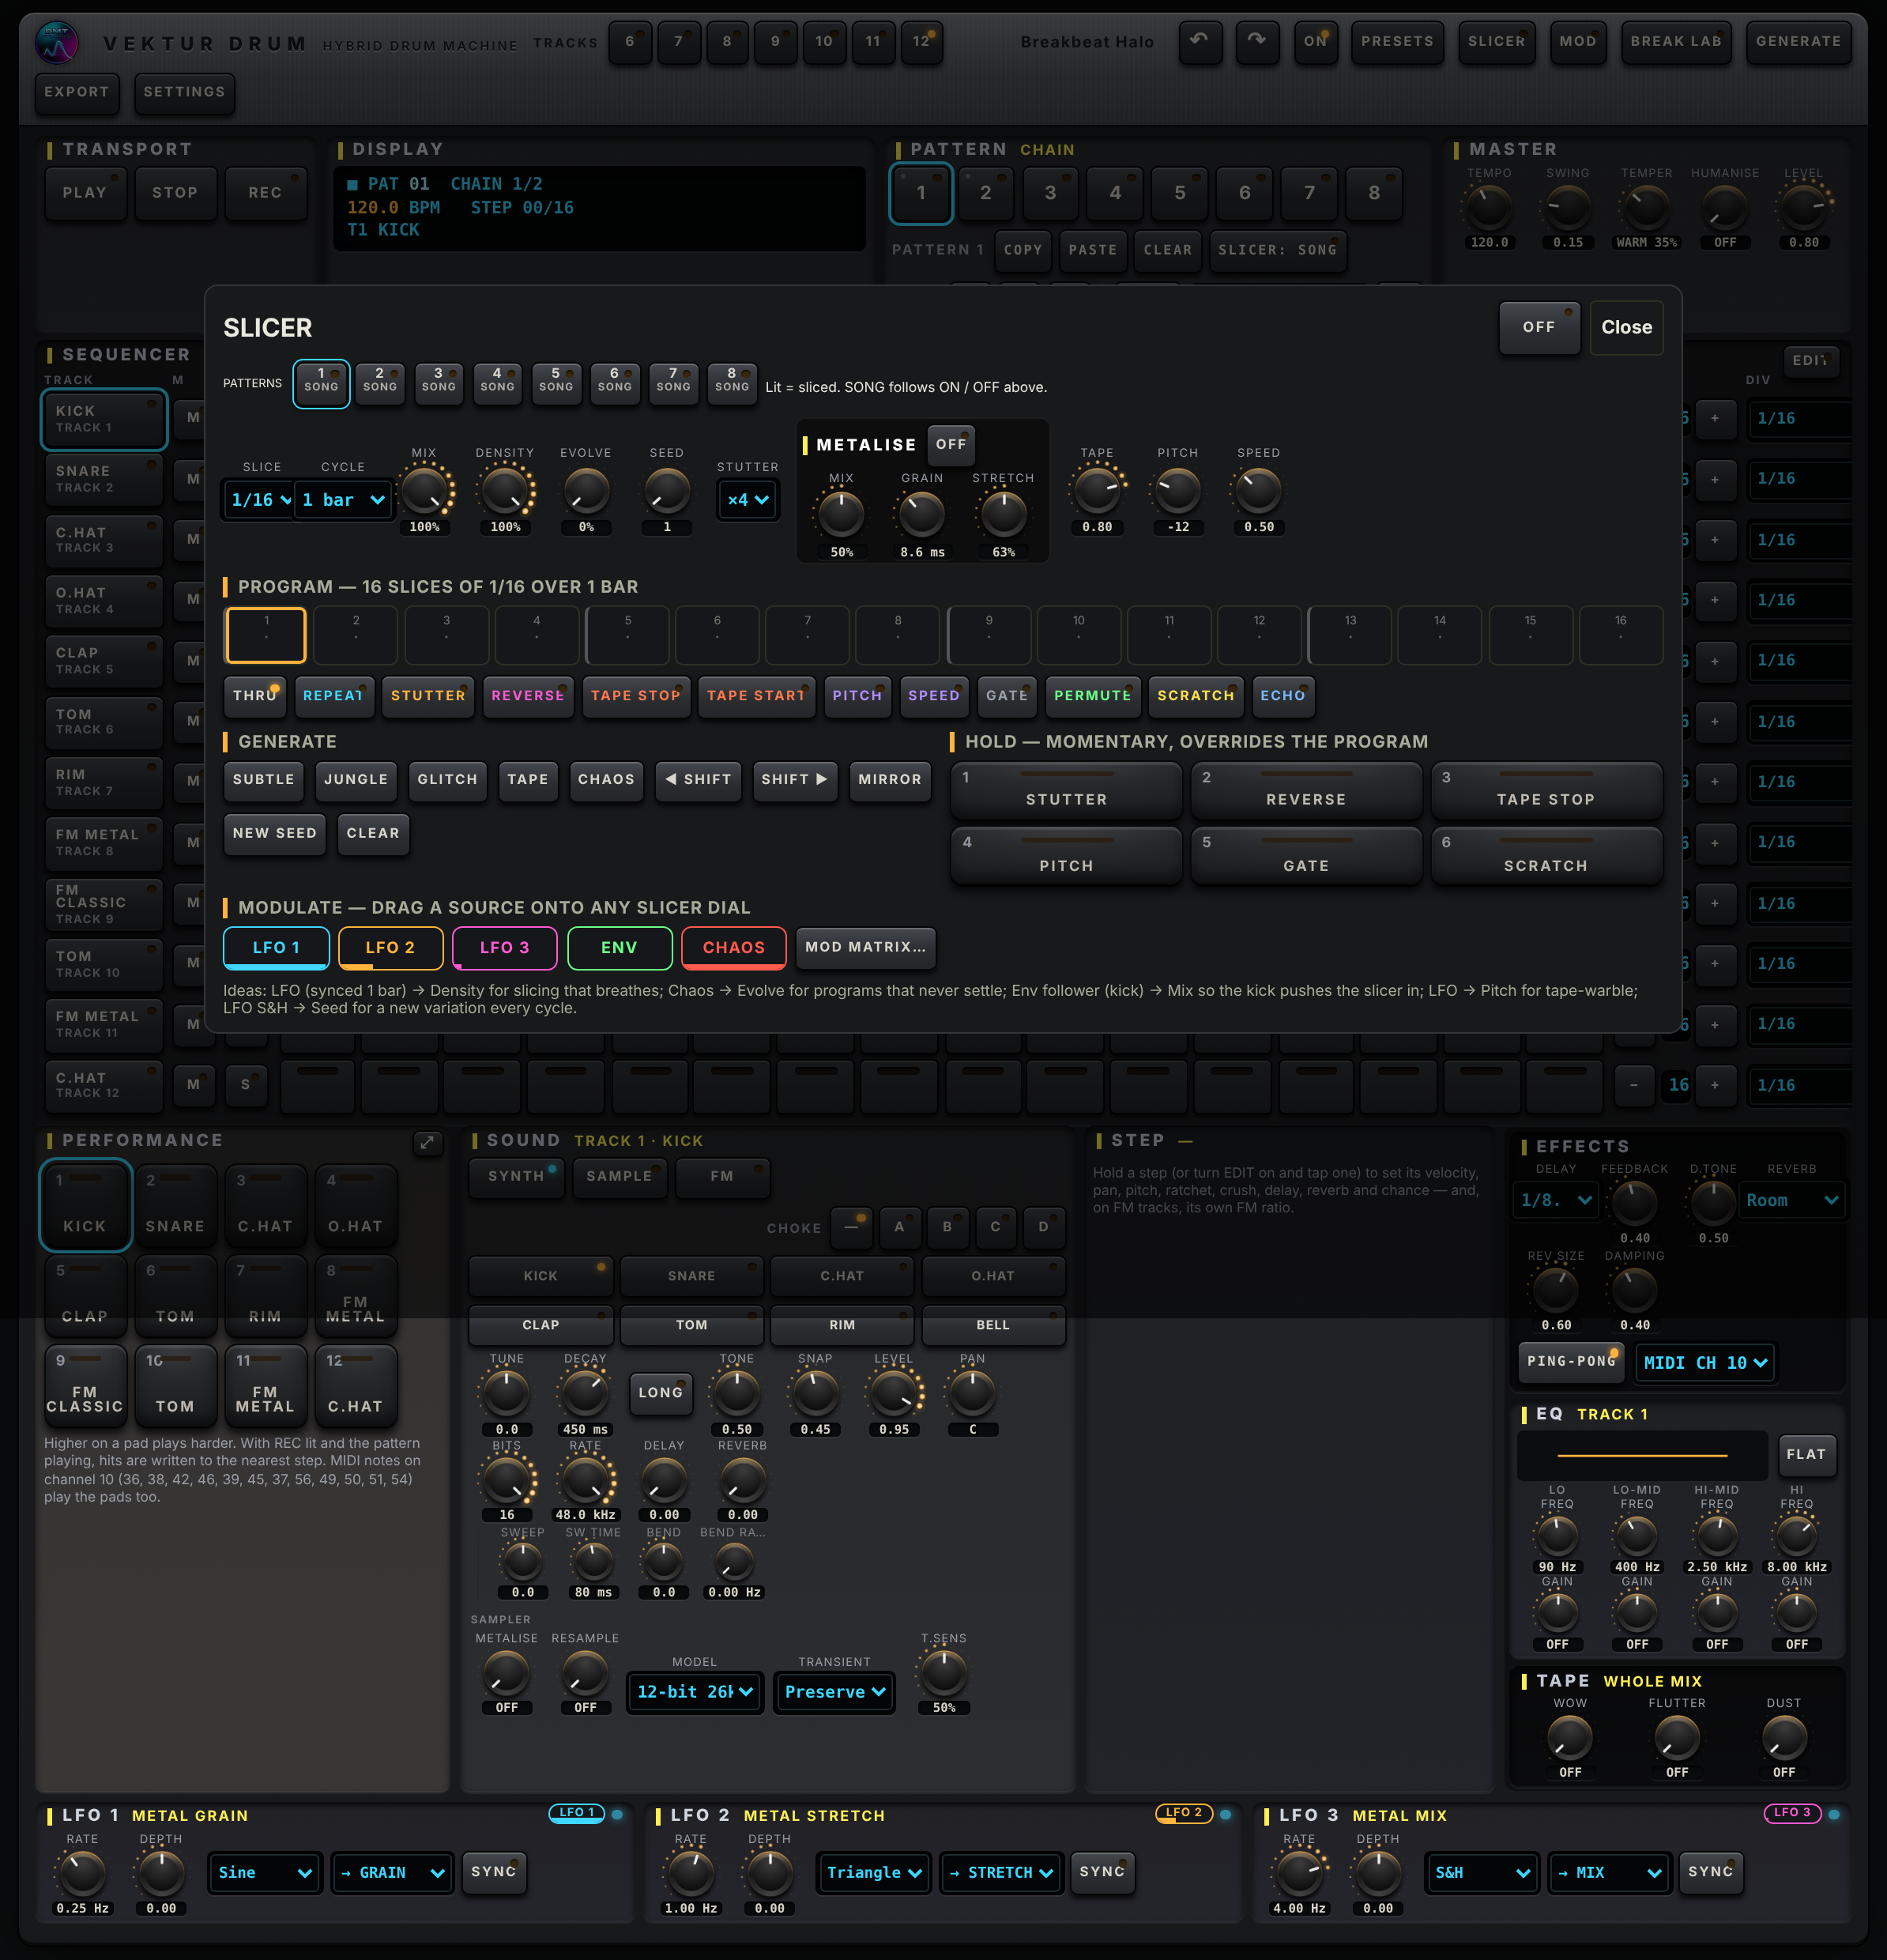 VEKTUR DRUM HYBRID DRUM MACHINE TRACKS 6 7 8 9 10 11 12 Breakbeat Halo ↶ ↷ ON PRESETS SLICER MOD BREAK LAB GENERATE
EXPORT SETTINGS
TRANSPORT
PLAY STOP REC
DISPLAY
■ PAT 01 CHAIN 1/2
120.0 BPM STEP 00/16
T1 KICK
PATTERN CHAIN
1 2 3 4 5 6 7 8
PATTERN 1 COPY PASTE CLEAR SLICER: SONG
MASTER
TEMPO SWING TEMPER HUMANISE LEVEL
120.0 0.15 WARM 35% OFF 0.80
SLICER OFF Close
PATTERNS 1 SONG 2 SONG 3 SONG 4 SONG 5 SONG 6 SONG 7 SONG 8 SONG Lit = sliced. SONG follows ON / OFF above.
SLICE CYCLE MIX DENSITY EVOLVE SEED STUTTER
1/16 1 bar 100% 100% 0% 1 ×4
METALISE OFF
MIX GRAIN STRETCH
50% 8.6 ms 63%
TAPE PITCH SPEED
0.80 -12 0.50
PROGRAM — 16 SLICES OF 1/16 OVER 1 BAR
1 2 3 4 5 6 7 8 9 10 11 12 13 14 15 16
THRU REPEAT STUTTER REVERSE TAPE STOP TAPE START PITCH SPEED GATE PERMUTE SCRATCH ECHO
GENERATE
SUBTLE JUNGLE GLITCH TAPE CHAOS ◀ SHIFT SHIFT ▶ MIRROR
NEW SEED CLEAR
HOLD — MOMENTARY, OVERRIDES THE PROGRAM
1 STUTTER 2 REVERSE 3 TAPE STOP
4 PITCH 5 GATE 6 SCRATCH
MODULATE — DRAG A SOURCE ONTO ANY SLICER DIAL
LFO 1 LFO 2 LFO 3 ENV CHAOS MOD MATRIX…
Ideas: LFO (synced 1 bar) → Density for slicing that breathes; Chaos → Evolve for programs that never settle; Env follower (kick) → Mix so the kick pushes the slicer in; LFO → Pitch for tape-warble;
LFO S&H → Seed for a new variation every cycle.
SEQUENCER
TRACK M DIV
KICK
TRACK 1 M + 1/16
SNARE
TRACK 2 M + 1/16
C.HAT
TRACK 3 M + 1/16
O.HAT
TRACK 4 M + 1/16
CLAP
TRACK 5 M + 1/16
TOM
TRACK 6 M + 1/16
RIM
TRACK 7 M + 1/16
FM METAL
TRACK 8 M + 1/16
FM
CLASSIC
TRACK 9 M + 1/16
TOM
TRACK 10 M + 1/16
FM METAL
TRACK 11 M + 1/16
C.HAT
TRACK 12 M S − 16 + 1/16
PERFORMANCE
1 KICK 2 SNARE 3 C.HAT 4 O.HAT
5 CLAP 6 TOM 7 RIM 8 FM METAL
9 FM CLASSIC 10 TOM 11 FM METAL 12 C.HAT
Higher on a pad plays harder. With REC lit and the pattern
playing, hits are written to the nearest step. MIDI notes on
channel 10 (36, 38, 42, 46, 39, 45, 37, 56, 49, 50, 51, 54)
play the pads too.
SOUND TRACK 1 · KICK
SYNTH SAMPLE FM
CHOKE — A B C D
KICK SNARE C.HAT O.HAT
CLAP TOM RIM BELL
TUNE DECAY LONG TONE SNAP LEVEL PAN
0.0 450 ms 0.50 0.45 0.95 C
BITS RATE DELAY REVERB
16 48.0 kHz 0.00 0.00
SWEEP SW TIME BEND BEND RA…
0.0 80 ms 0.0 0.00 Hz
SAMPLER
METALISE RESAMPLE MODEL TRANSIENT T.SENS
OFF OFF 12-bit 26k Preserve 50%
STEP —
Hold a step (or turn EDIT on and tap one) to set its velocity,
pan, pitch, ratchet, crush, delay, reverb and chance — and,
on FM tracks, its own FM ratio.
EFFECTS
DELAY FEEDBACK D.TONE REVERB
1/8. 0.40 0.50 Room
REV SIZE DAMPING
0.60 0.40
PING-PONG MIDI CH 10
EQ TRACK 1
FLAT
LO FREQ LO-MID FREQ HI-MID FREQ HI FREQ
90 Hz 400 Hz 2.50 kHz 8.00 kHz
GAIN GAIN GAIN GAIN
OFF OFF OFF OFF
TAPE WHOLE MIX
WOW FLUTTER DUST
OFF OFF OFF
LFO 1 METAL GRAIN LFO 1
RATE DEPTH
0.25 Hz 0.00 Sine → GRAIN SYNC
LFO 2 METAL STRETCH LFO 2
RATE DEPTH
1.00 Hz 0.00 Triangle → STRETCH SYNC
LFO 3 METAL MIX LFO 3
RATE DEPTH
4.00 Hz 0.00 S&H → MIX SYNC